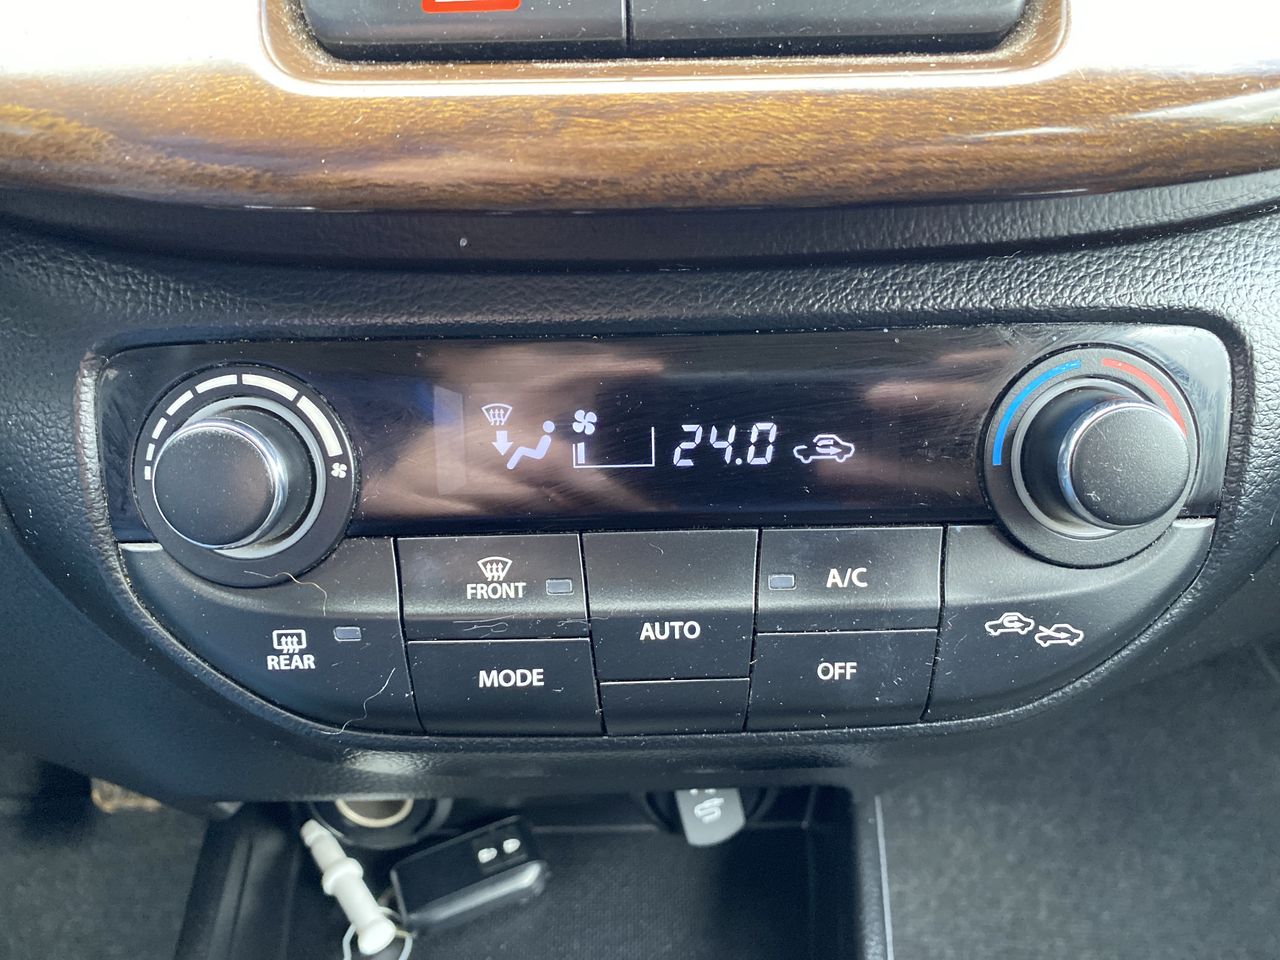 24.0
FRONT
A/C
REAR
AUTO
MODE
OFF